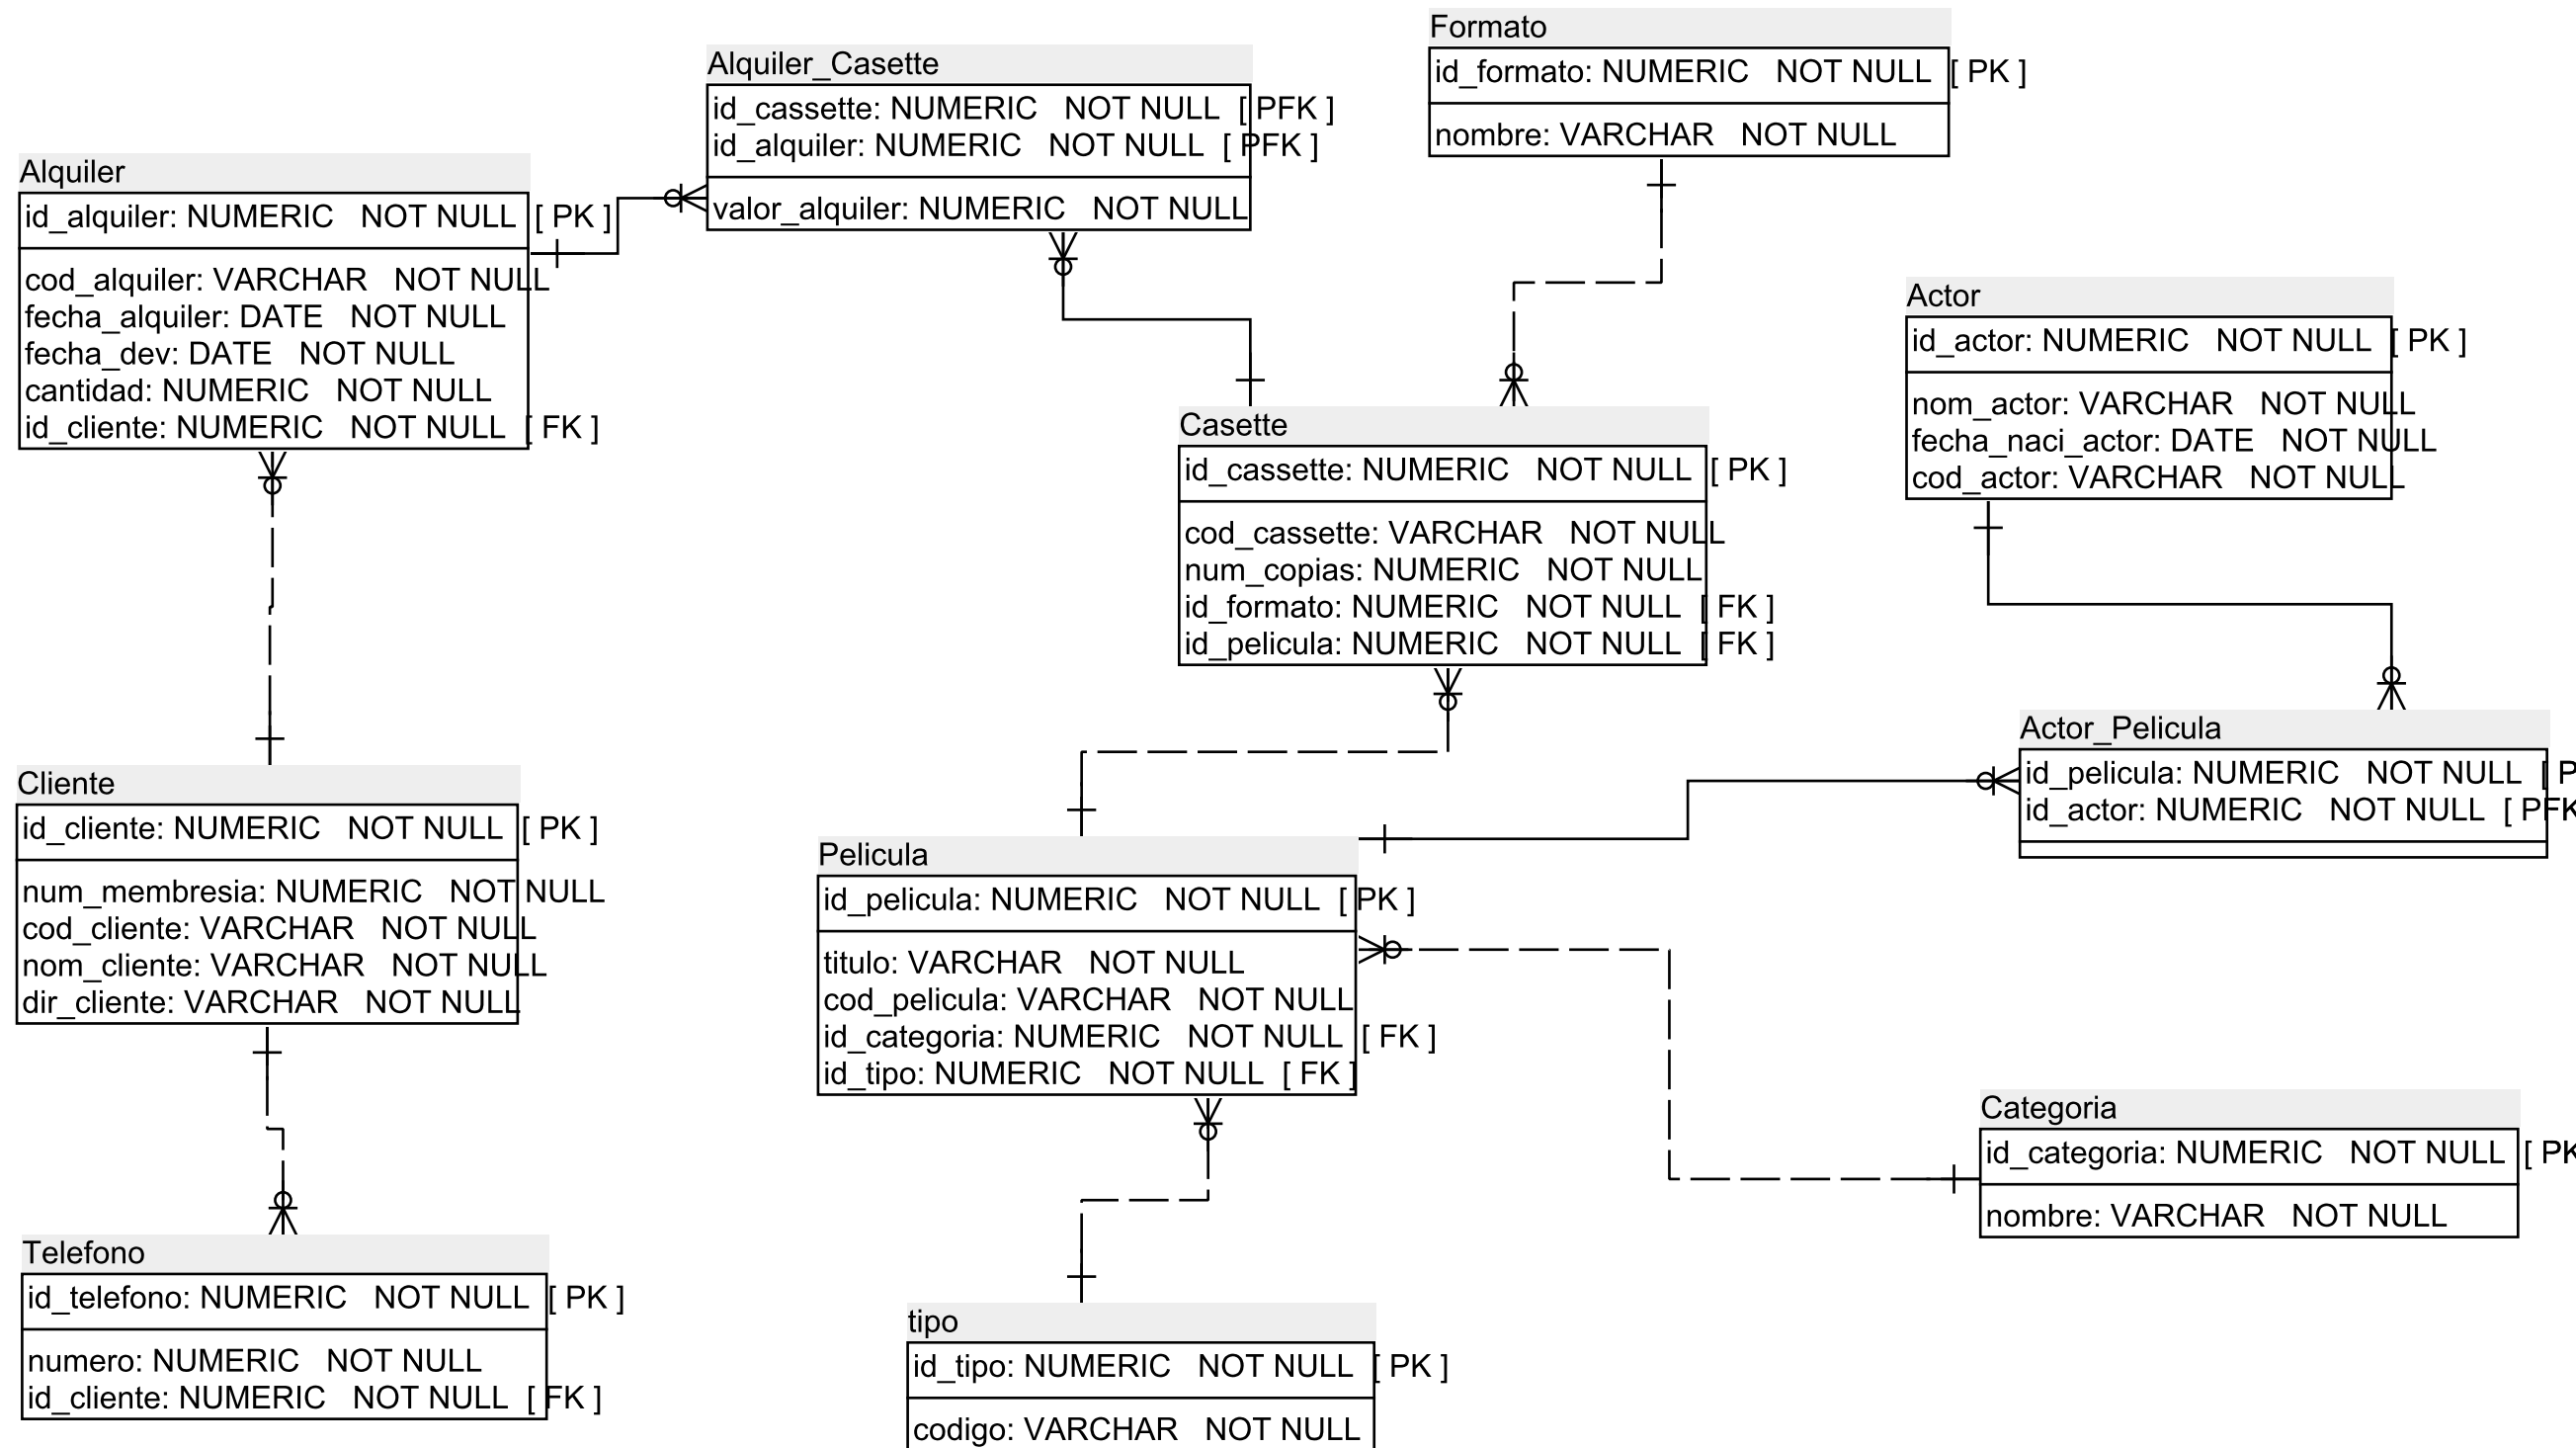 Formato
id_formato: NUMERIC NOT NULL [ PK ]
nombre: VARCHAR NOT NULL
Alquiler_Casette
id_cassette: NUMERIC NOT NULL [ PFK ]
id_alquiler: NUMERIC NOT NULL [ PFK ]
valor_alquiler: NUMERIC NOT NULL
Alquiler
id_alquiler: NUMERIC NOT NULL [ PK ]
cod_alquiler: VARCHAR NOT NULL
fecha_alquiler: DATE NOT NULL
fecha_dev: DATE NOT NULL
cantidad: NUMERIC NOT NULL
id_cliente: NUMERIC NOT NULL [ FK ]
Actor
id_actor: NUMERIC NOT NULL [ PK ]
nom_actor: VARCHAR NOT NULL
fecha_naci_actor: DATE NOT NULL
cod_actor: VARCHAR NOT NULL
Casette
id_cassette: NUMERIC NOT NULL [ PK ]
cod_cassette: VARCHAR NOT NULL
num_copias: NUMERIC NOT NULL
id_formato: NUMERIC NOT NULL [ FK ]
id_pelicula: NUMERIC NOT NULL [ FK ]
Actor_Pelicula
id_pelicula: NUMERIC NOT NULL [ P
id_actor: NUMERIC NOT NULL [ PFK
Cliente
id_cliente: NUMERIC NOT NULL [ PK ]
num_membresia: NUMERIC NOT NULL
cod_cliente: VARCHAR NOT NULL
nom_cliente: VARCHAR NOT NULL
dir_cliente: VARCHAR NOT NULL
Pelicula
id_pelicula: NUMERIC NOT NULL [ PK ]
titulo: VARCHAR NOT NULL
cod_pelicula: VARCHAR NOT NULL
id_categoria: NUMERIC NOT NULL [ FK ]
id_tipo: NUMERIC NOT NULL [ FK ]
Categoria
id_categoria: NUMERIC NOT NULL [ PK
nombre: VARCHAR NOT NULL
Telefono
id_telefono: NUMERIC NOT NULL [ PK ]
numero: NUMERIC NOT NULL
id_cliente: NUMERIC NOT NULL [ FK ]
tipo
id_tipo: NUMERIC NOT NULL [ PK ]
codigo: VARCHAR NOT NULL